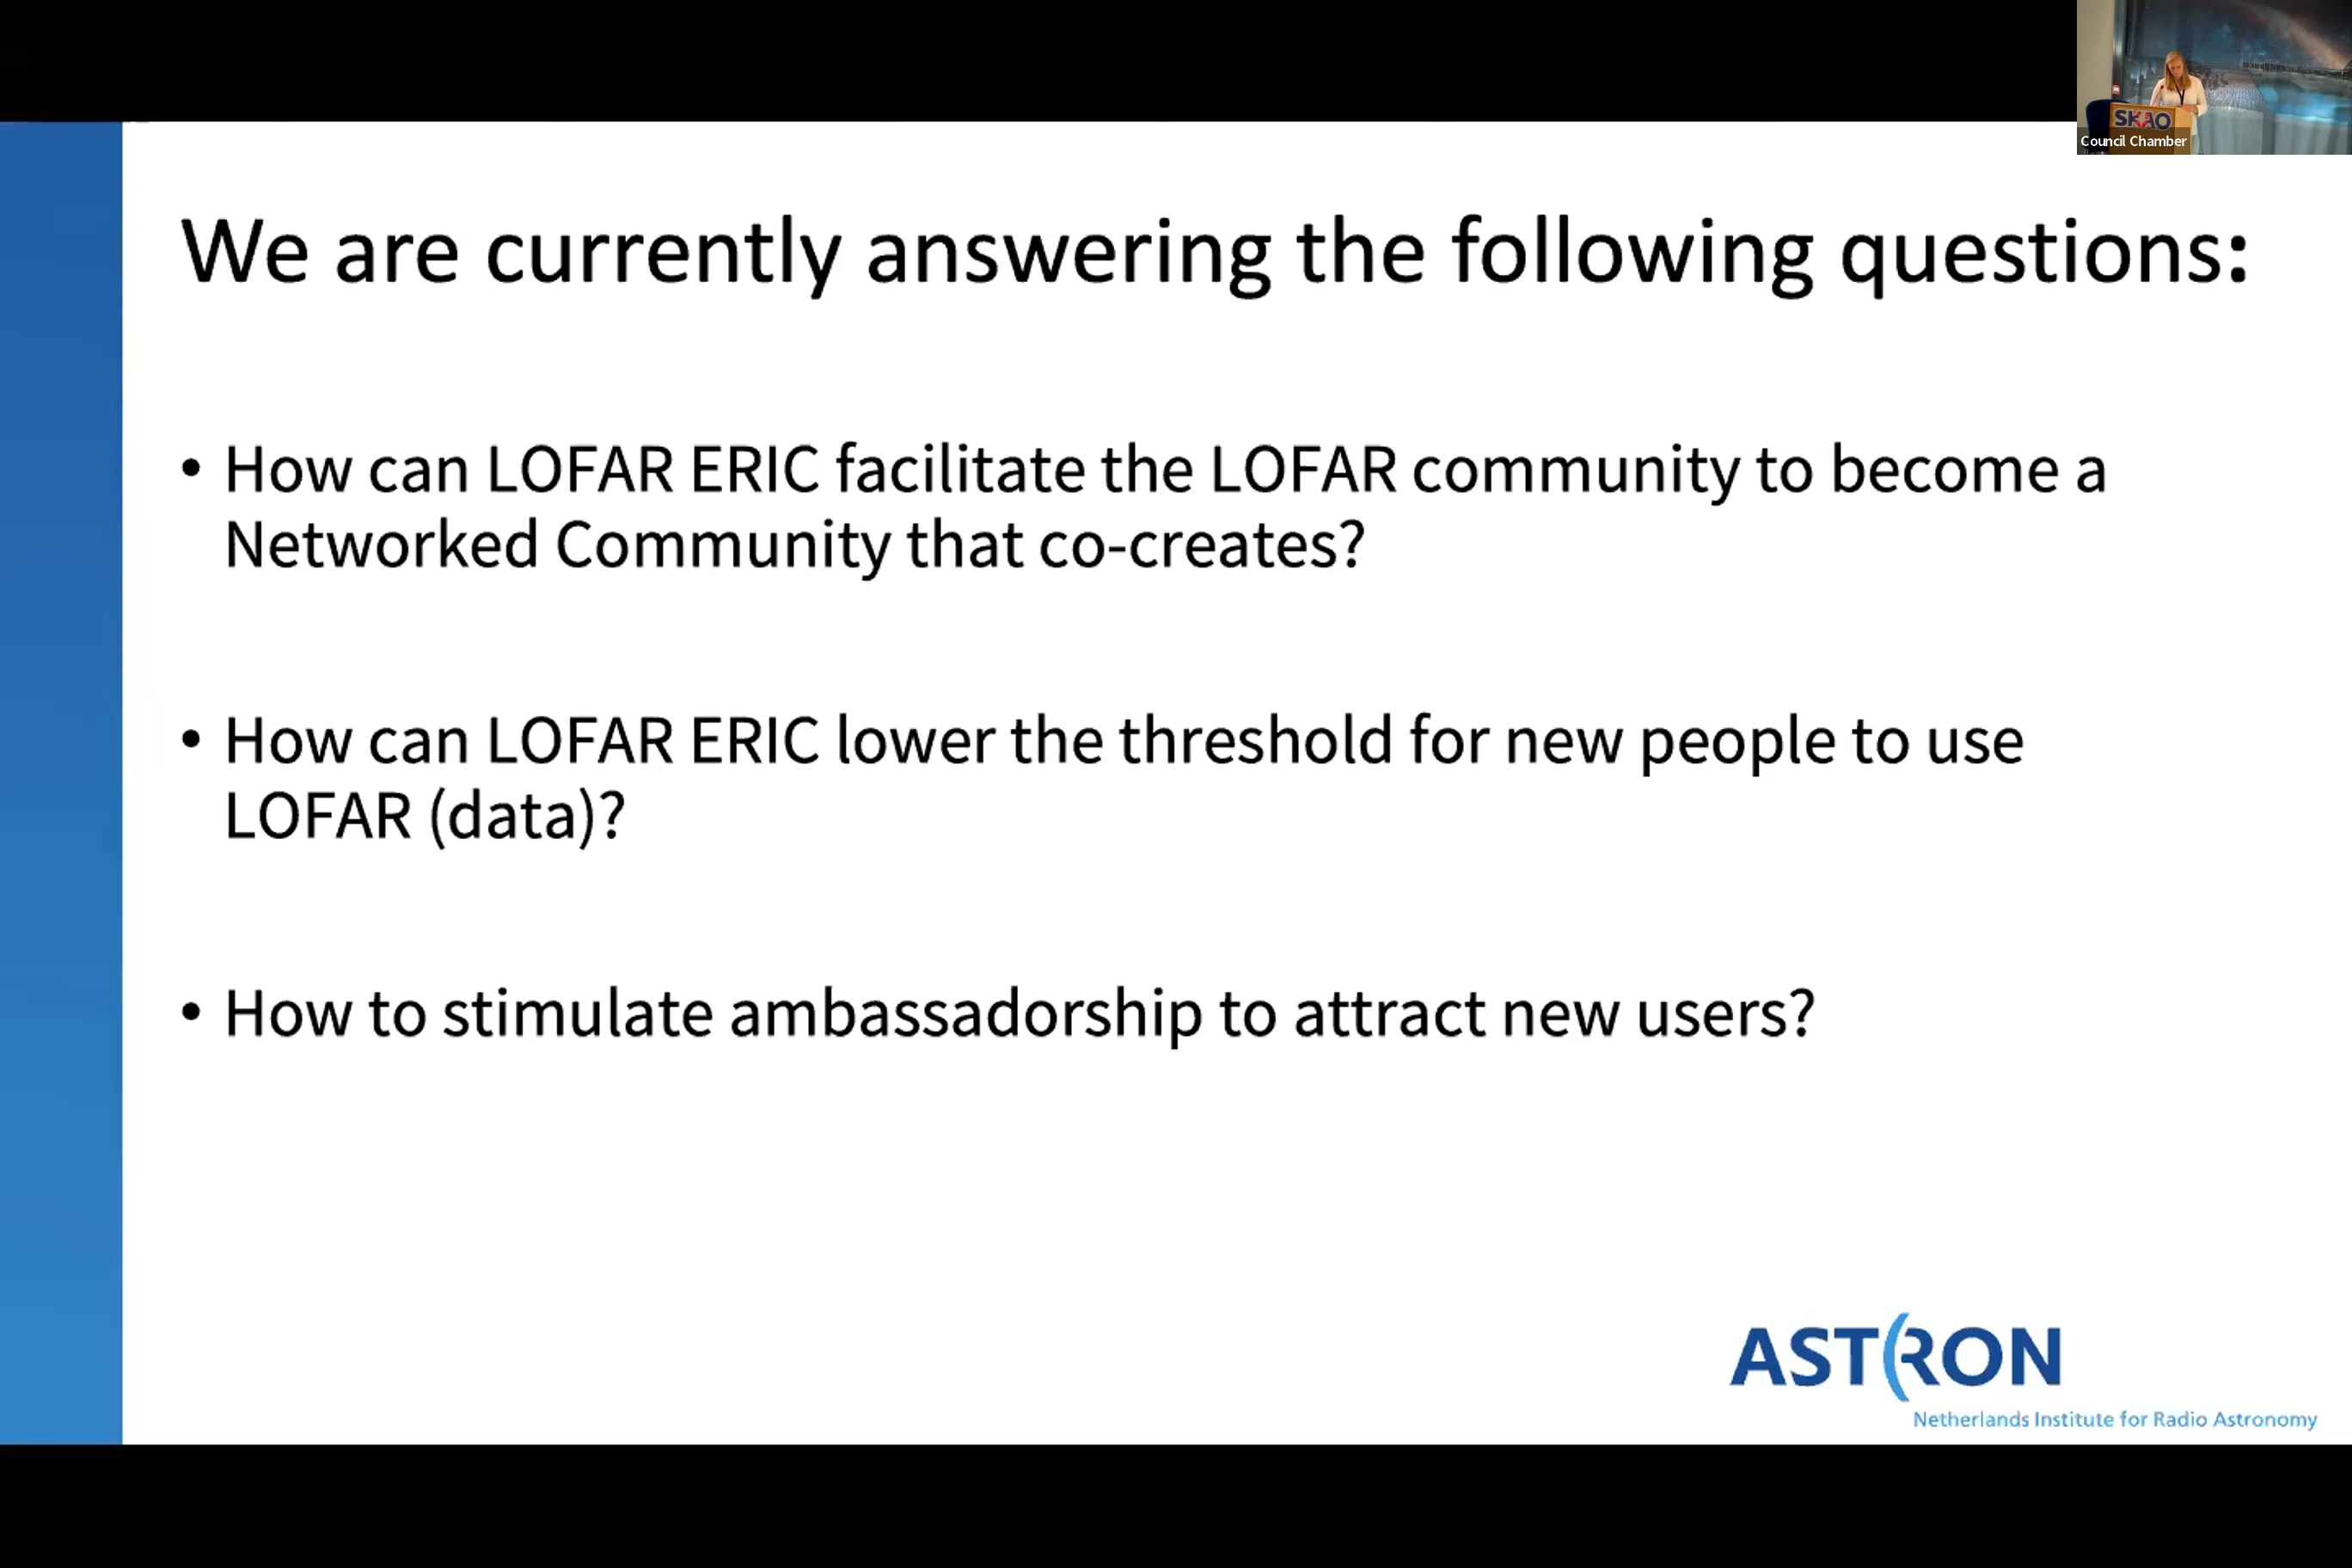 SKAO
Council Chamber
We are currently answering the following questions:
• How can LOFAR ERIC facilitate the LOFAR community to become a
Networked Community that co-creates?
• How can LOFAR ERIC lower the threshold for new people to use
LOFAR (data)?
• How to stimulate ambassadorship to attract new users?
ASTRON
Netherlands Institute for Radio Astronomy